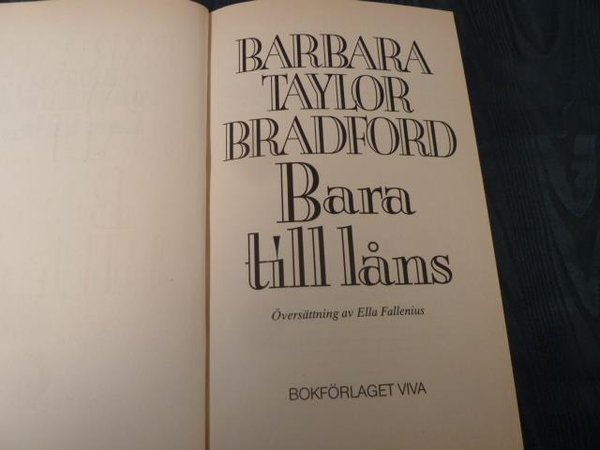 BARBARA
TAYLOR
BRADFORD
Bara
till låns
Översättning av Ella Fallenius
BOKFÖRLAGET VIVA